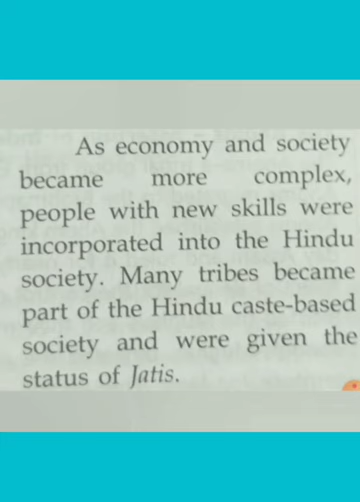 As economy and society
became more complex,
people with new skills were
incorporated into the Hindu
society. Many tribes became
part of the Hindu caste-based
society and were given the
status of Jatis.